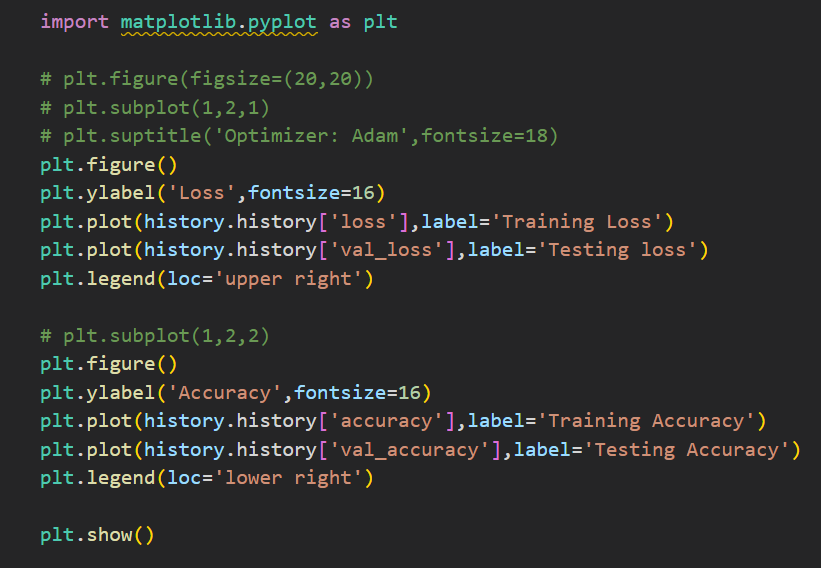 import matplotlib.pyplot as plt

# plt.figure(figsize=(20,20))
# plt.subplot(1,2,1)
# plt.suptitle('Optimizer: Adam',fontsize=18)
plt.figure()
plt.ylabel('Loss',fontsize=16)
plt.plot(history.history['loss'],label='Training Loss')
plt.plot(history.history['val_loss'],label='Testing loss')
plt.legend(loc='upper right')

# plt.subplot(1,2,2)
plt.figure()
plt.ylabel('Accuracy',fontsize=16)
plt.plot(history.history['accuracy'],label='Training Accuracy')
plt.plot(history.history['val_accuracy'],label='Testing Accuracy')
plt.legend(loc='lower right')

plt.show()